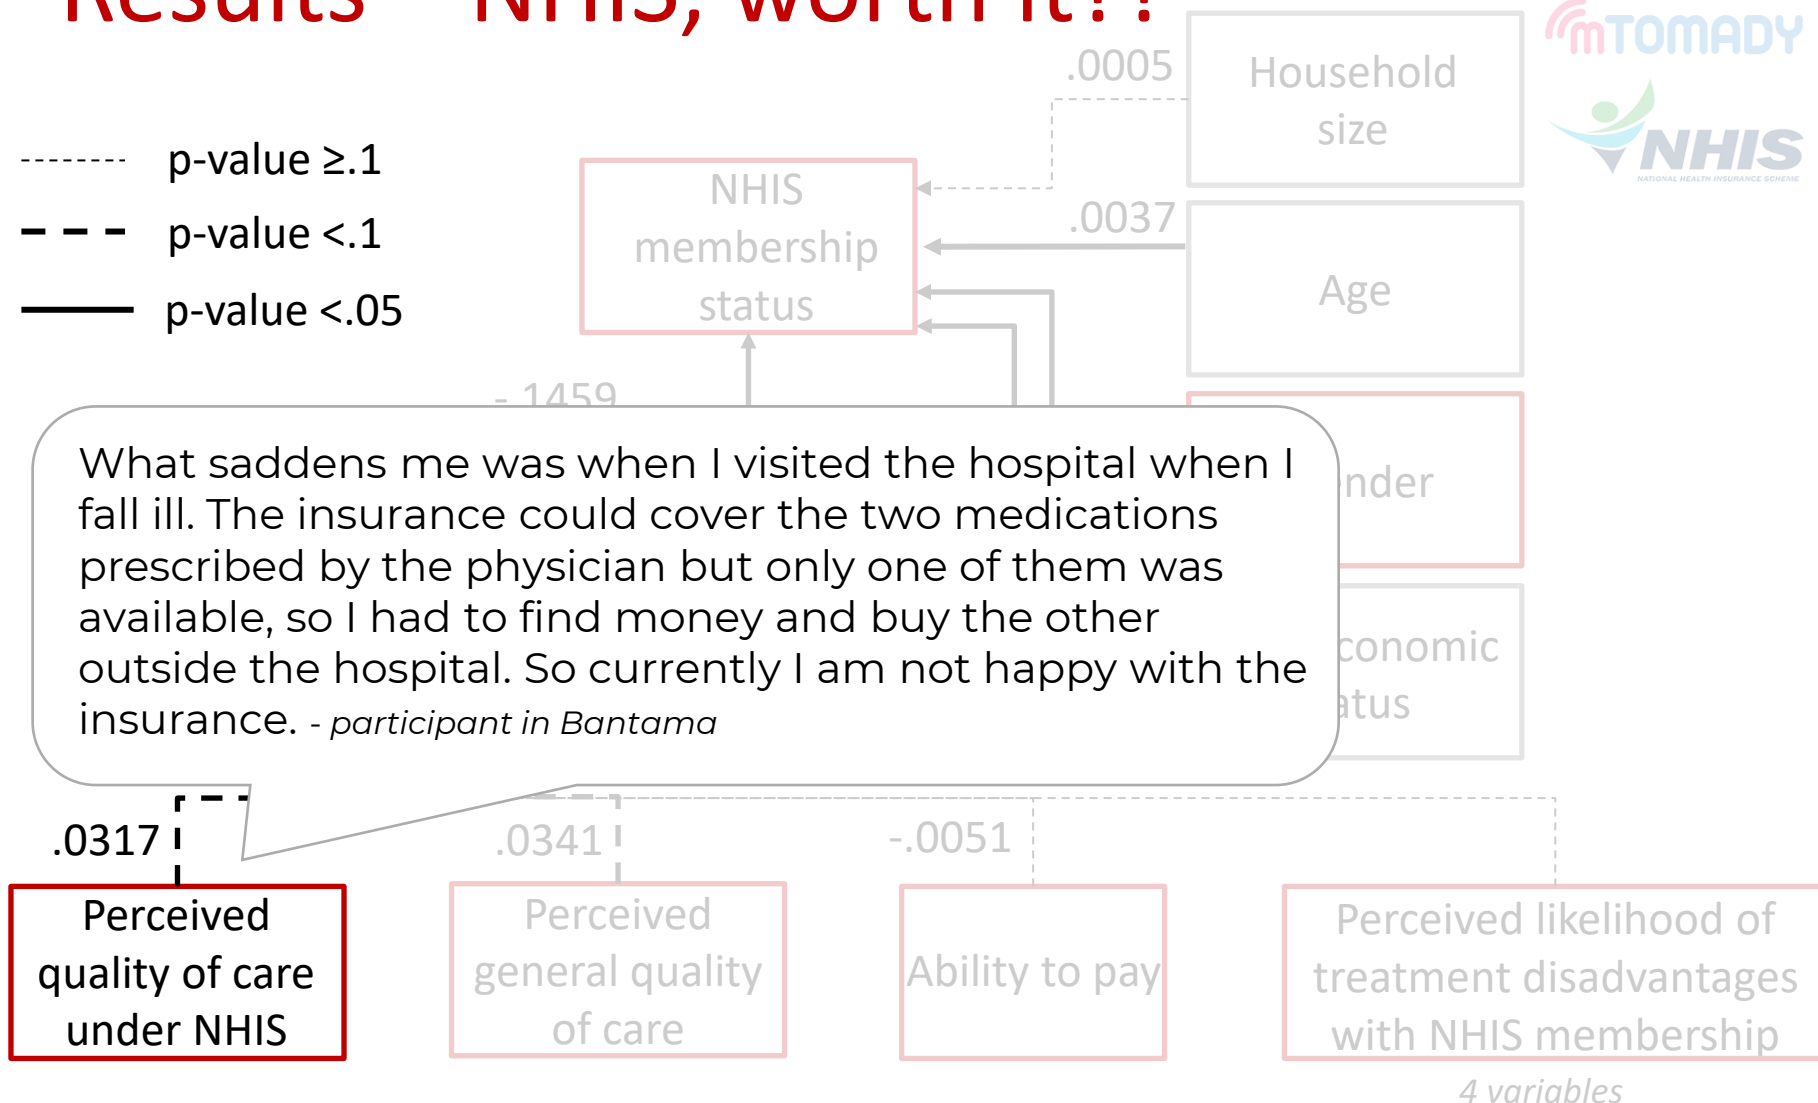 Results – NHIS, worth it??
mTOMADY
NHIS
NATIONAL HEALTH INSURANCE SCHEME
p-value ≥.1
p-value <.1
p-value <.05
.0005
Household
size
NHIS
membership
status
.0037
Age
-.1459
nder
conomic
atus
What saddens me was when I visited the hospital when I
fall ill. The insurance could cover the two medications
prescribed by the physician but only one of them was
available, so I had to find money and buy the other
outside the hospital. So currently I am not happy with the
insurance. - participant in Bantama
.0317
.0341
-.0051
Perceived
quality of care
under NHIS
Perceived
general quality
of care
Ability to pay
Perceived likelihood of
treatment disadvantages
with NHIS membership
4 variables